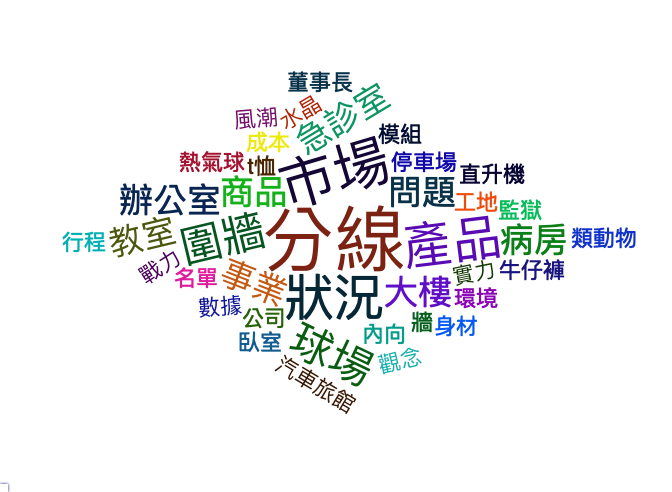 董事長
水晶
風潮
急診室
模組
成本
市場
停車場
熱氣球
t恤
直升機
問題
商品
辦公室
工地
監獄
分線
圍牆
教室
產品
病房
類動物
行程
戰力
實力
牛仔褲
名單
事業
狀況
大樓
環境
數據
公司
牆
身材
內向
臥室
球場
觀念
汽車旅館